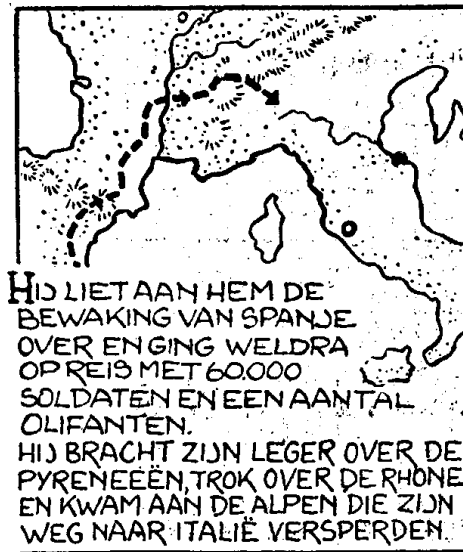 HIJ LIET AAN HEM DE
BEWAKING VAN SPANJE
OVER EN GING WELDRA
OP REIS MET 60.000
SOLDATEN EN EEN AANTAL
OLIFANTEN.
HIJ BRACHT ZIJN LEGER OVER DE
PYRENEEËN, TROK OVER DE RHÔNE
EN KWAM AAN DE ALPEN DIE ZIJN
WEG NAAR ITALIË VERSPERDEN.